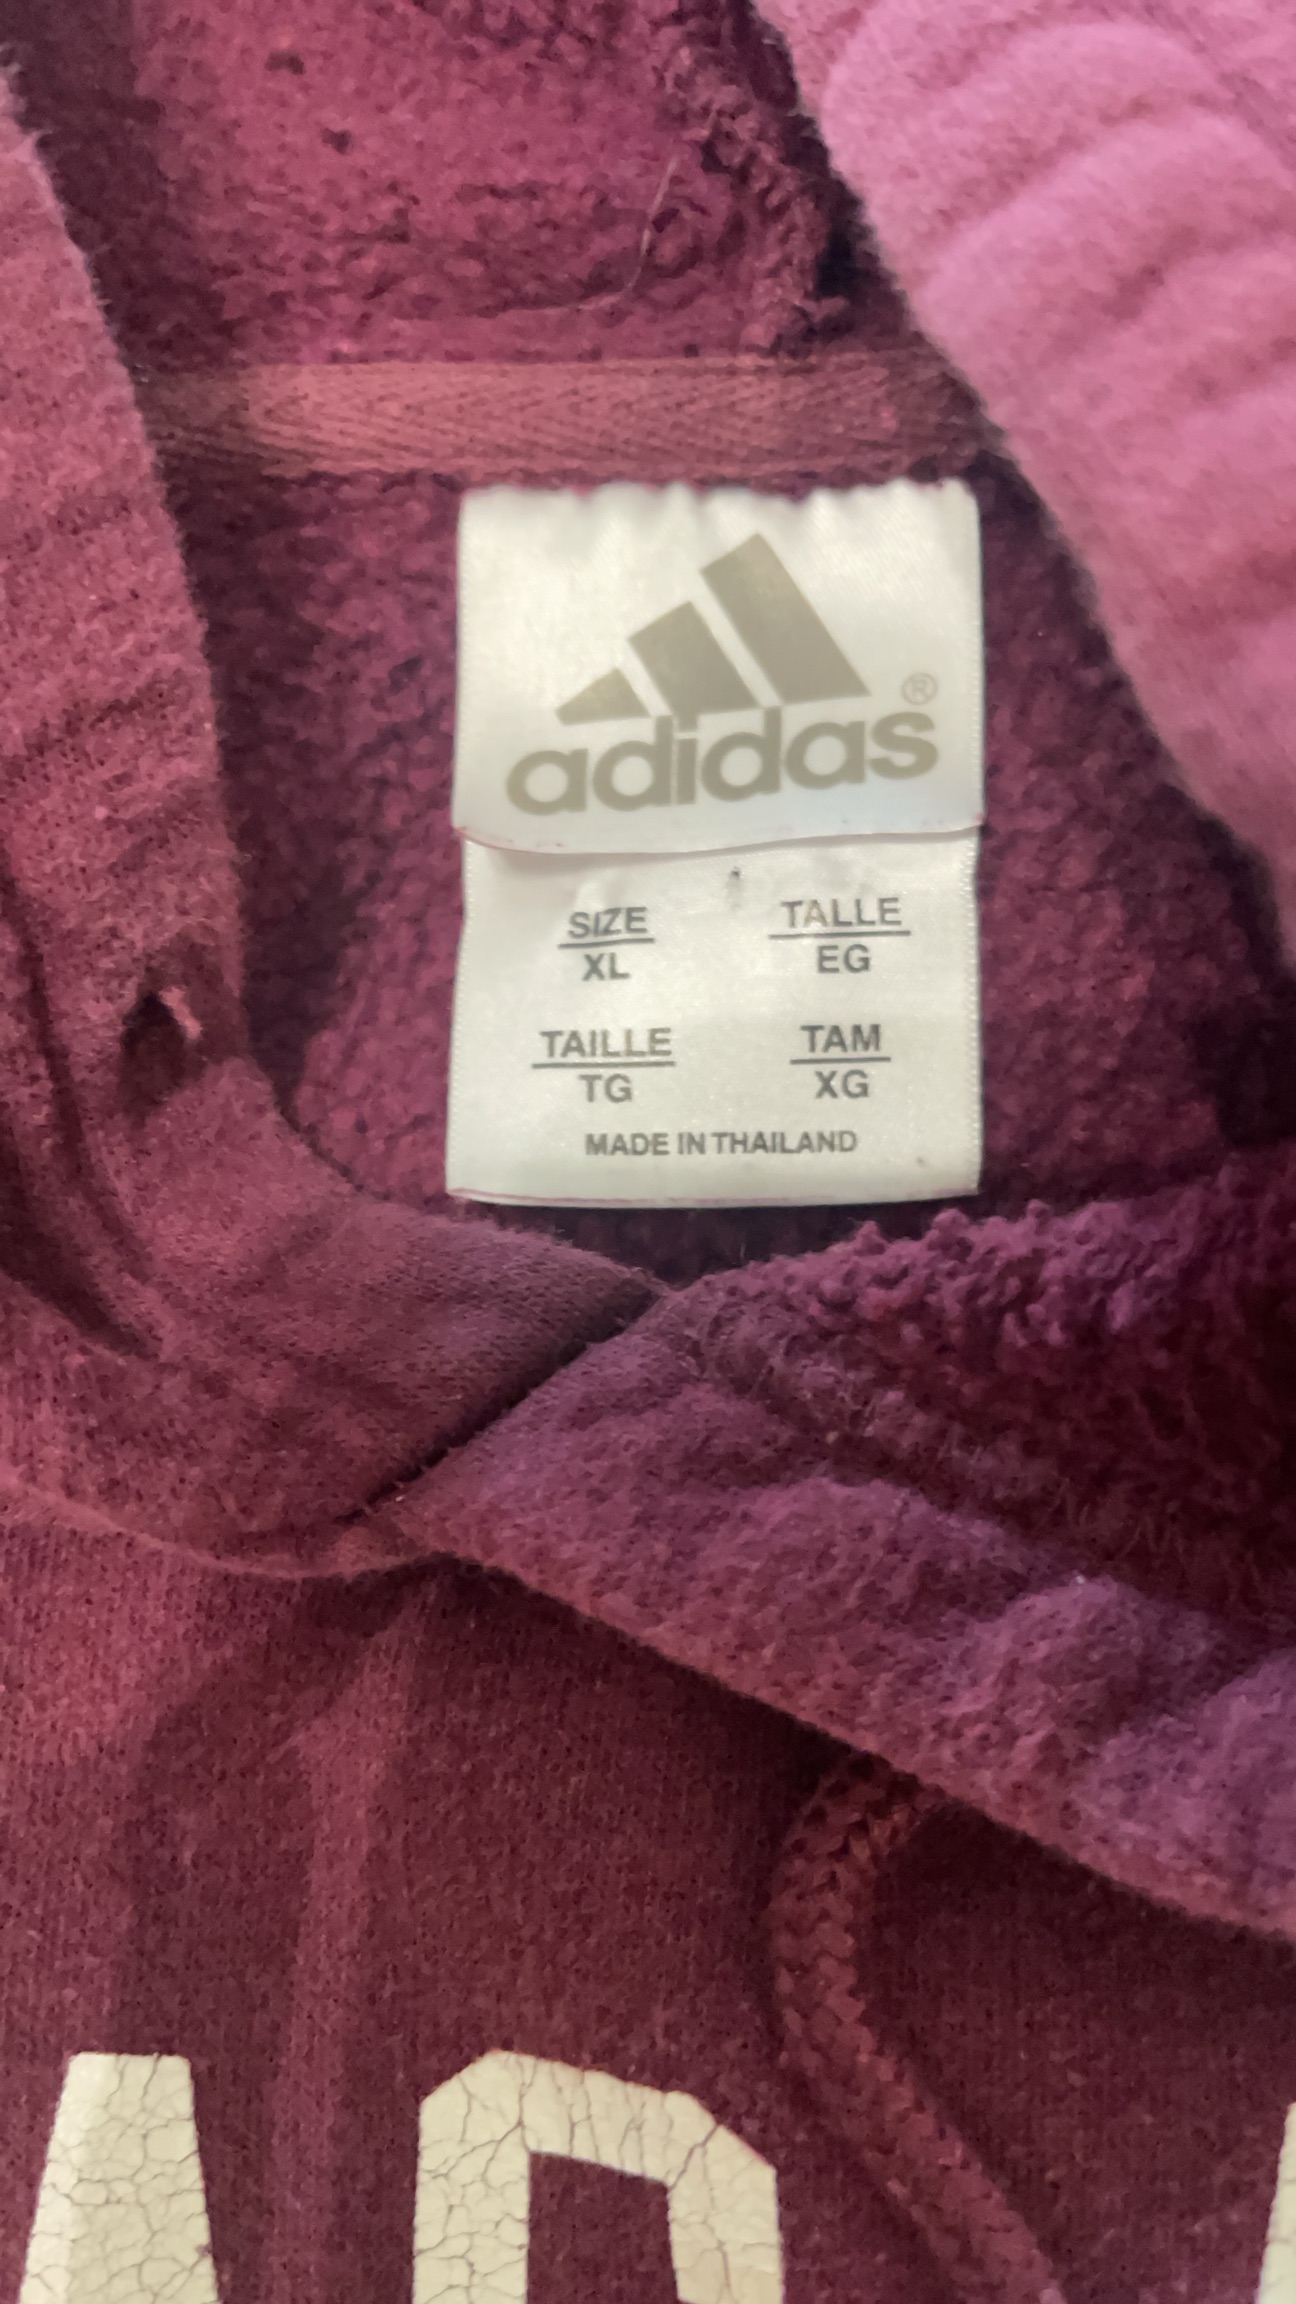 adidas®
SIZE TALLE
XL EG
TAILLE TAM
TG XG
MADE IN THAILAND